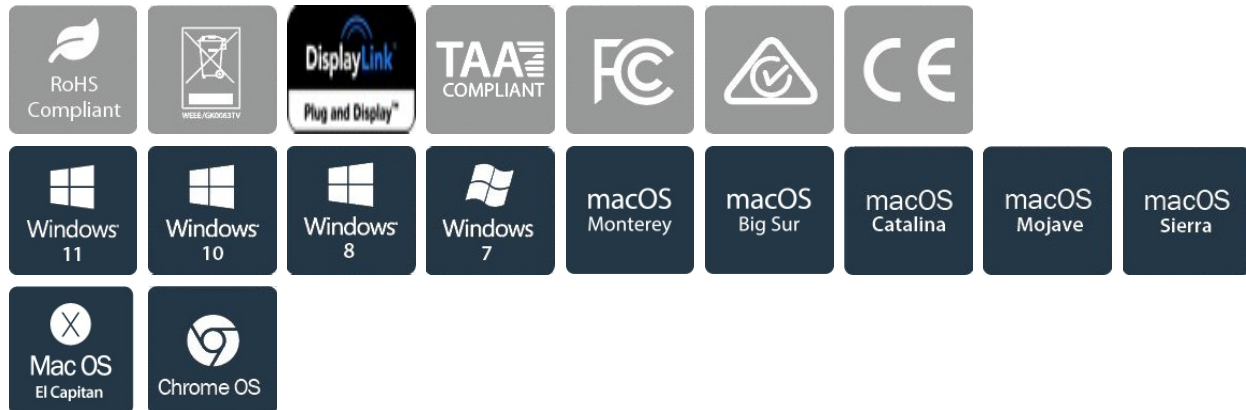 RoHS
Compliant
WEEE/GK0063TV
DisplayLink
Plug and Display™
TAA
COMPLIANT
FC
CE
Windows
11
Windows
10
Windows
8
Windows
7
macOS
Monterey
macOS
Big Sur
macOS
Catalina
macOS
Mojave
macOS
Sierra
X
Mac OS
El Capitan
Chrome OS